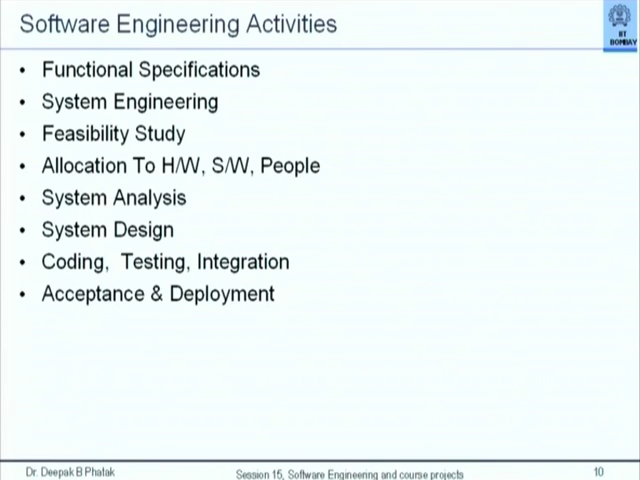 Software Engineering Activities
IIT
BOMBAY
• Functional Specifications
• System Engineering
• Feasibility Study
• Allocation To H/W, S/W, People
• System Analysis
• System Design
• Coding, Testing, Integration
• Acceptance & Deployment
Dr. Deepak B Phatak
Session 15, Software Engineering and course projects
10